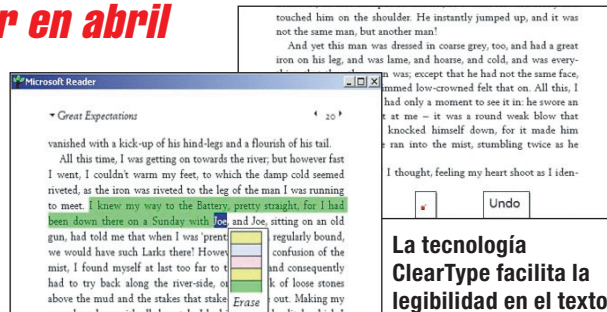 r en abril
touched him on the shoulder. He instantly jumped up, and it was
not the same man, but another man!
And yet this man was dressed in coarse grey, too, and had a great
iron on his leg, and was lame, and hoarse, and cold, and was every-
n was; except that he had not the same face,
mmed low-crowned felt that on. All this, I
had only a moment to see it in: he swore an
t at me – it was a round weak blow that
knocked himself down, for it made him
e ran into the mist, stumbling twice as he
I thought, feeling my heart shoot as I iden-
Undo
Microsoft Reader
Great Expectations
20
vanished with a kick-up of his hind-legs and a flourish of his tail.
All this time, I was getting on towards the river; but however fast
I went, I couldn't warm my feet, to which the damp cold seemed
riveted, as the iron was riveted to the leg of the man I was running
to meet. I knew my way to the Battery, pretty straight, for I had
been down there on a Sunday with Joe, and Joe, sitting on an old
gun, had told me that when I was 'prent regularly bound,
we would have such Larks there! Howev confusion of the
mist, I found myself at last too far to t and consequently
had to try back along the river-side, o k of loose stones
above the mud and the stakes that stake out. Making my
Erase
La tecnología
ClearType facilita la
legibilidad en el texto